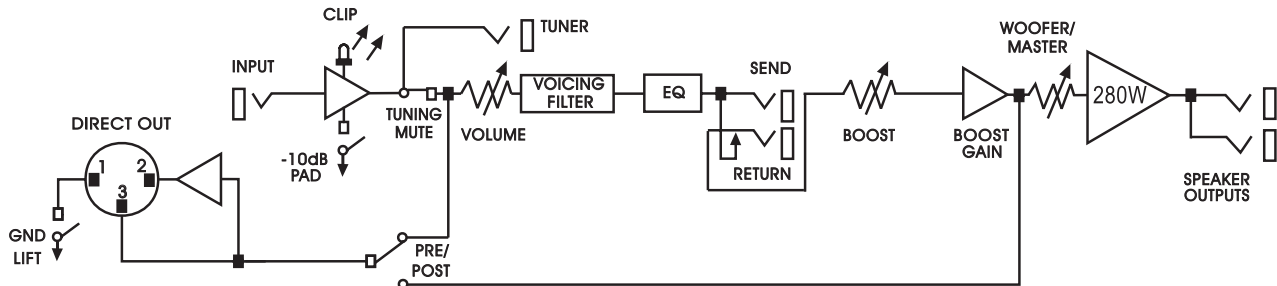 CLIP
TUNER
INPUT
TUNING
MUTE
-10dB
PAD
VOLUME
VOICING
FILTER
EQ
SEND
RETURN
BOOST
BOOST
GAIN
WOOFER/
MASTER
280W
SPEAKER
OUTPUTS
DIRECT OUT
1
2
3
GND
LIFT
PRE/
POST